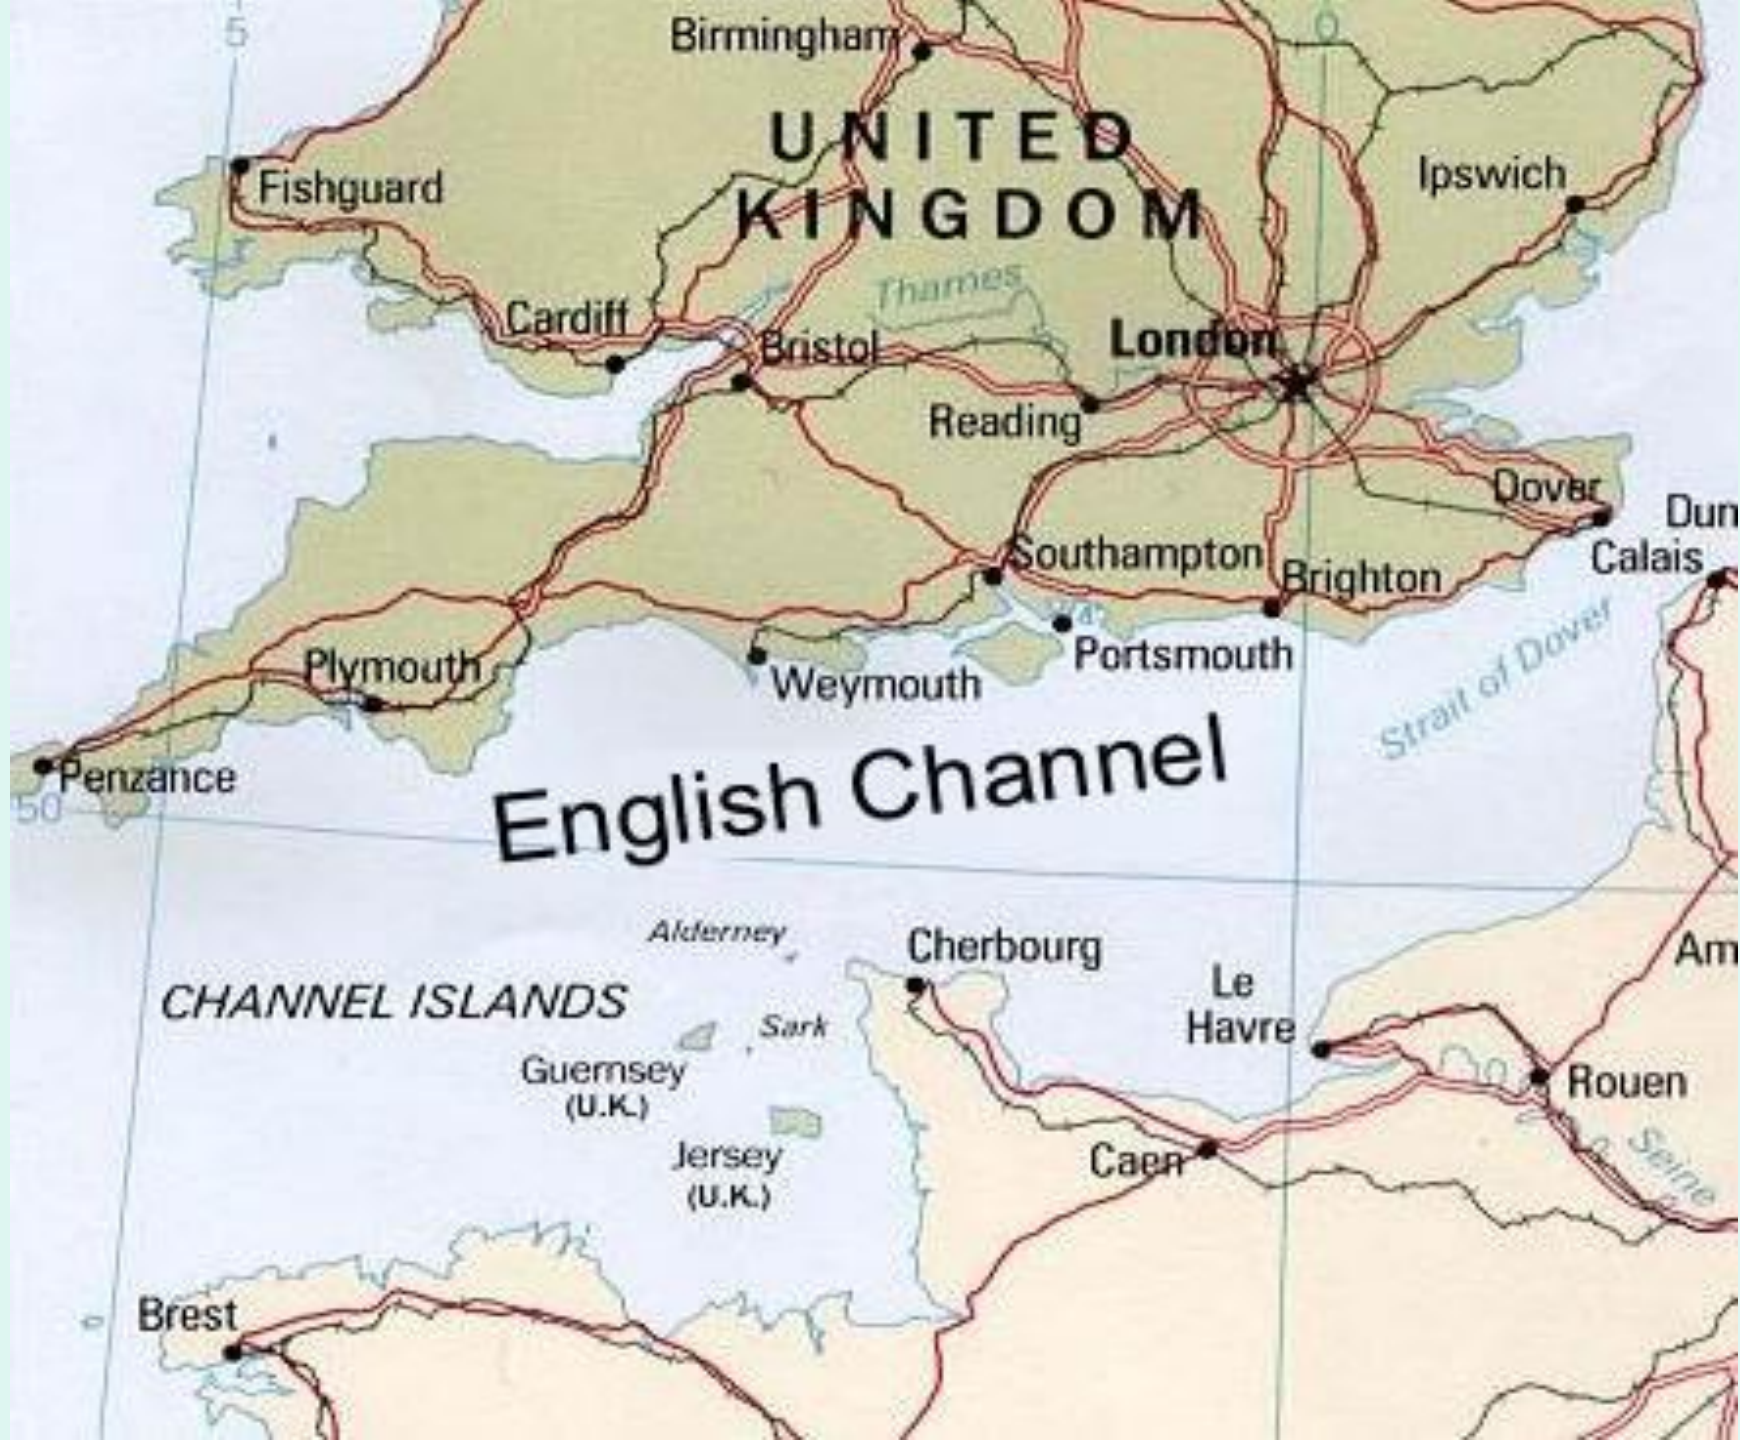 5
0
Birmingham
UNITED
KINGDOM
Ipswich
Fishguard
Thames
Cardiff
Bristol
London
Reading
Dover
Dun
Calais
Southampton
Brighton
Portsmouth
Strait of Dover
Plymouth
Weymouth
Penzance
50
English Channel
Alderney
Cherbourg
Am
CHANNEL ISLANDS
Le
Havre
Sark
Guernsey
(U.K.)
Rouen
Jersey
(U.K.)
Caen
Seine
Brest